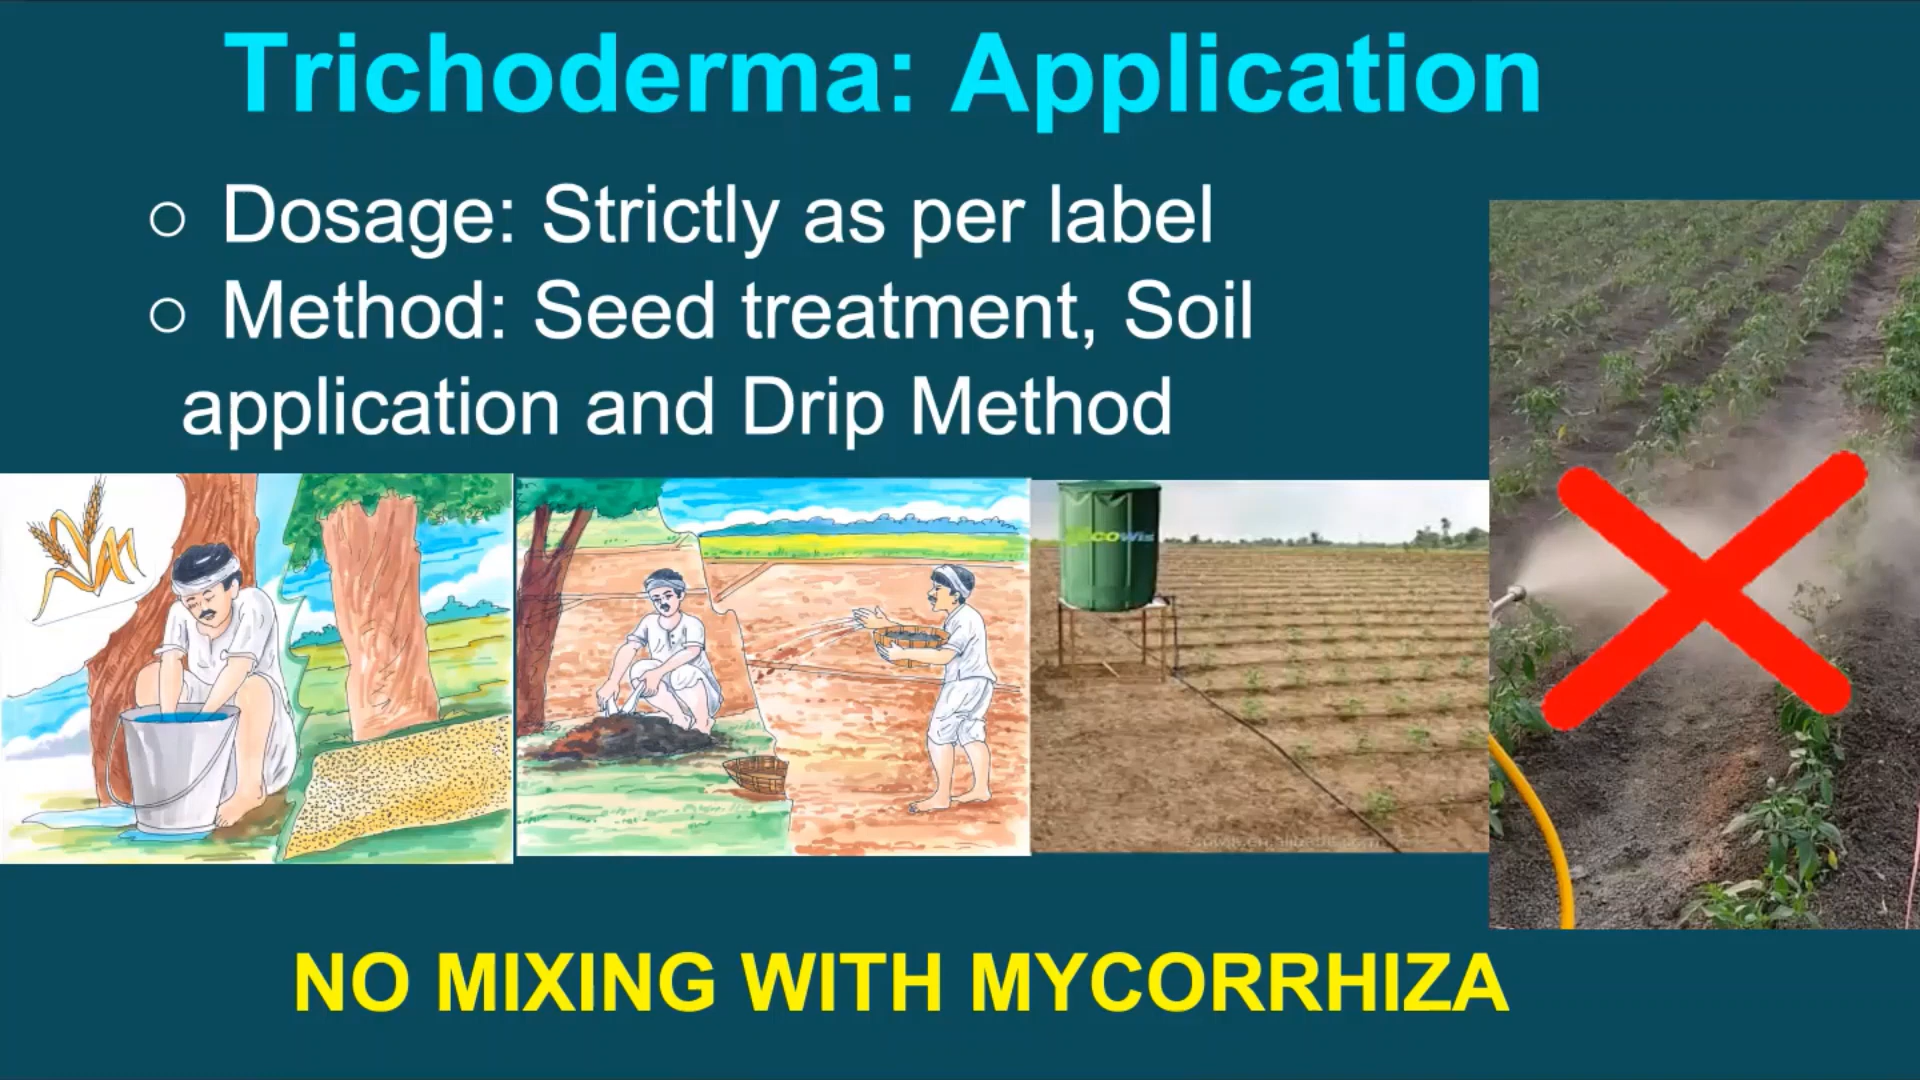 Trichoderma: Application
○ Dosage: Strictly as per label
○ Method: Seed treatment, Soil
application and Drip Method
NO MIXING WITH MYCORRHIZA